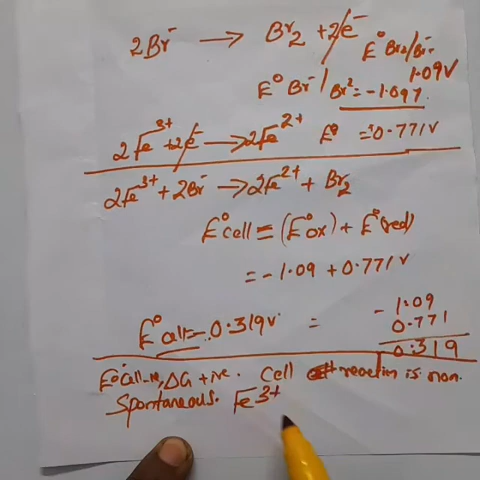 2Br⁻ → Br₂ + 2e⁻
E° Br₂/Br⁻
1.09V
E° Br⁻/Br² = -1.097
2Fe³⁺ + 2e⁻ → 2Fe²⁺ E° = +0.771V
2Fe³⁺ + 2Br⁻ → 2Fe²⁺ + Br₂
E°cell = (E°ox) + E°(red)
= -1.09 + 0.771V
-1.09
E°cell = -0.319V = 0.771
0.319
E°cell -ve, ΔG +ive. Cell reaction is non.
Spontaneous. Fe³⁺